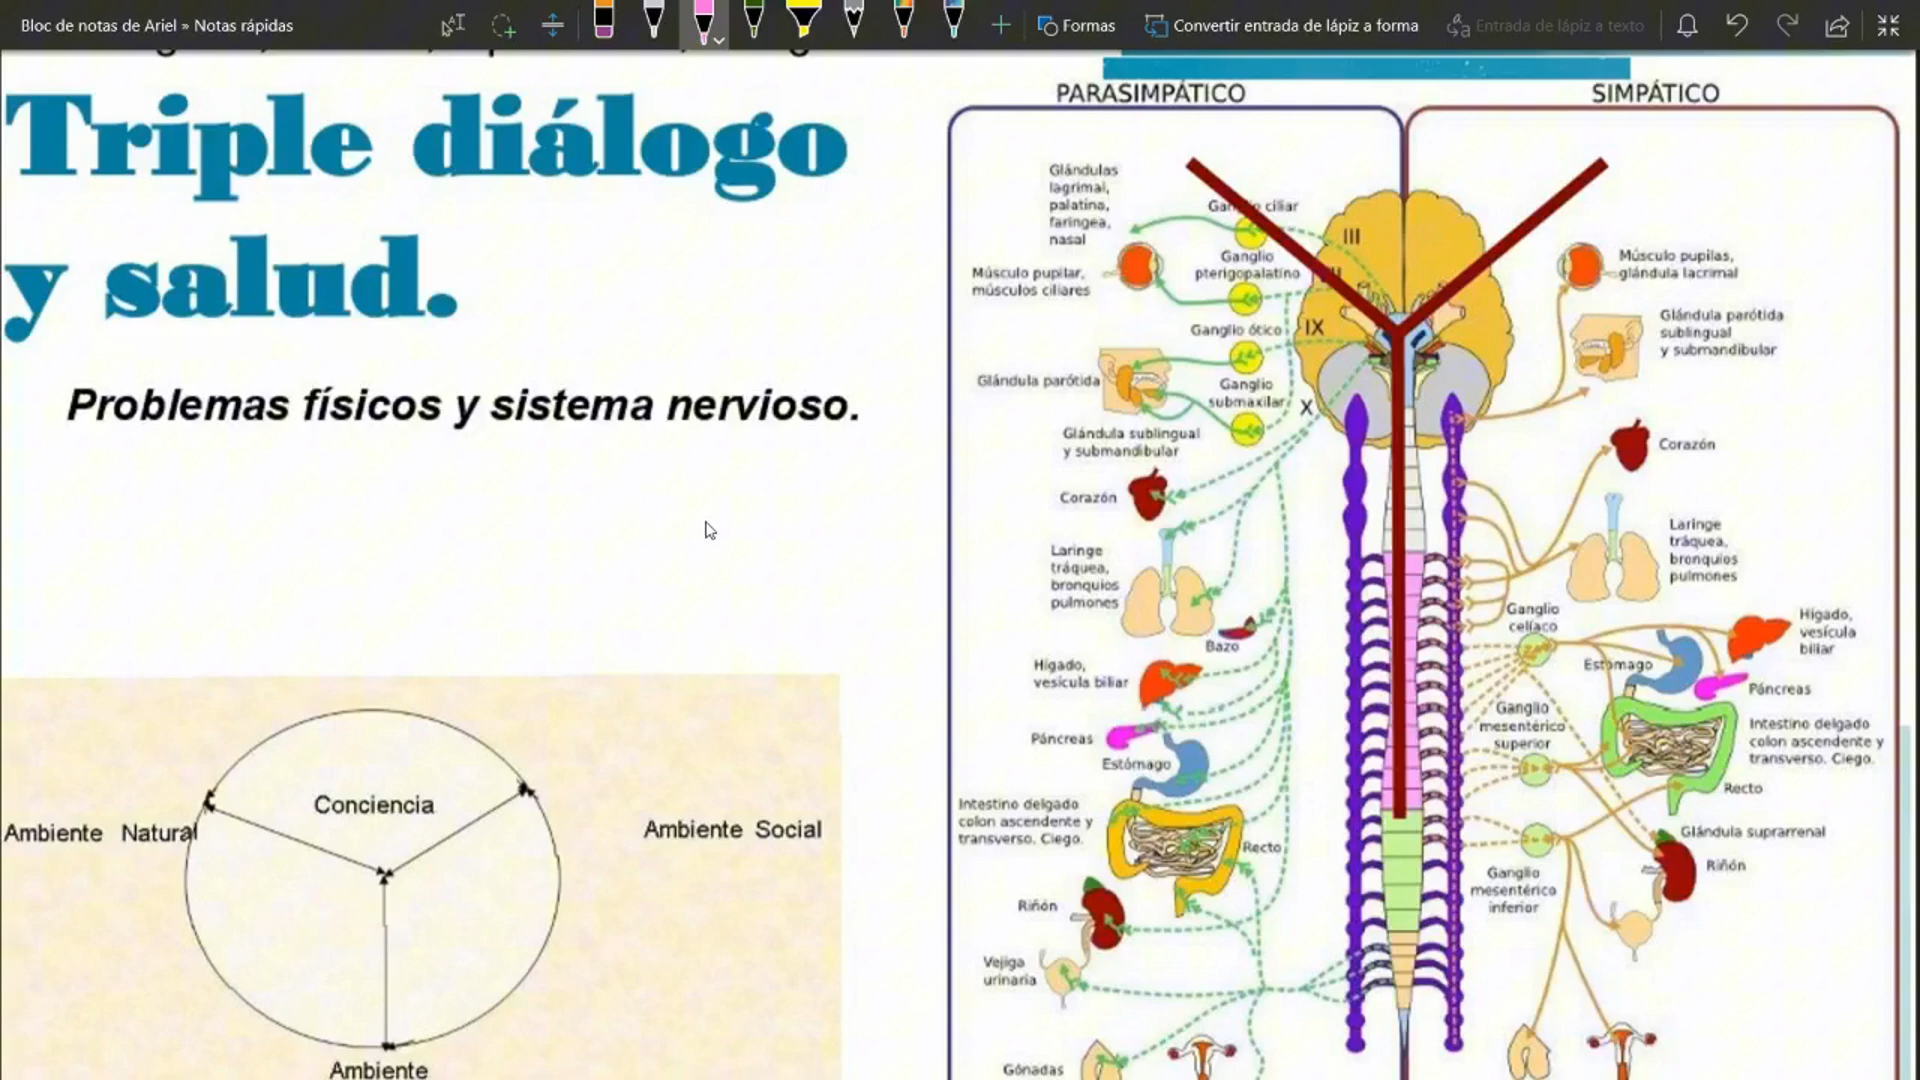 Bloc de notas de Ariel » Notas rápidas
Formas
Convertir entrada de lápiz a forma
Entrada de lápiz a texto
Triple diálogo
y salud.
Problemas físicos y sistema nervioso.
Conciencia
Ambiente Natural
Ambiente Social
Ambiente
PARASIMPÁTICO
Glándulas
lagrimal,
palatina,
faringea,
nasal
Ganglio ciliar
III
Músculo pupilar,
músculos ciliares
Ganglio
pterigopalatino
Ganglio ótico
IX
Glándula parótida
Ganglio
submaxilar
X
Glándula sublingual
y submandibular
Corazón
Laringe
tráquea,
bronquios
pulmones
Bazo
Hígado,
vesícula biliar
Páncreas
Estómago
Intestino delgado
colon ascendente y
transverso. Ciego.
Recto
Riñón
Vejiga
urinaria
Gónadas
SIMPÁTICO
Músculo pupilas,
glándula lacrimal
Glándula parótida
sublingual
y submandibular
Corazón
Laringe
tráquea,
bronquios
pulmones
Ganglio
celíaco
Hígado,
vesícula
biliar
Estómago
Páncreas
Ganglio
mesentérico
superior
Intestino delgado
colon ascendente y
transverso. Ciego.
Recto
Glándula suprarrenal
Riñón
Ganglio
mesentérico
inferior